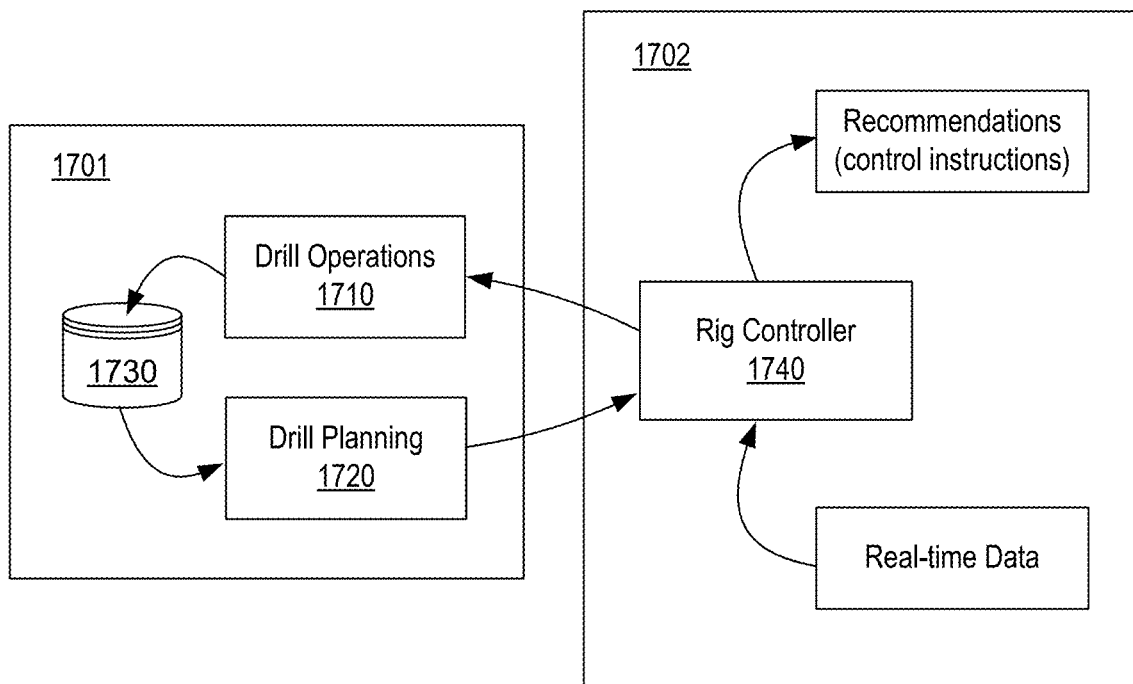 1701
Drill Operations
1710
1730
Drill Planning
1720
1702
Recommendations
(control instructions)
Rig Controller
1740
Real-time Data